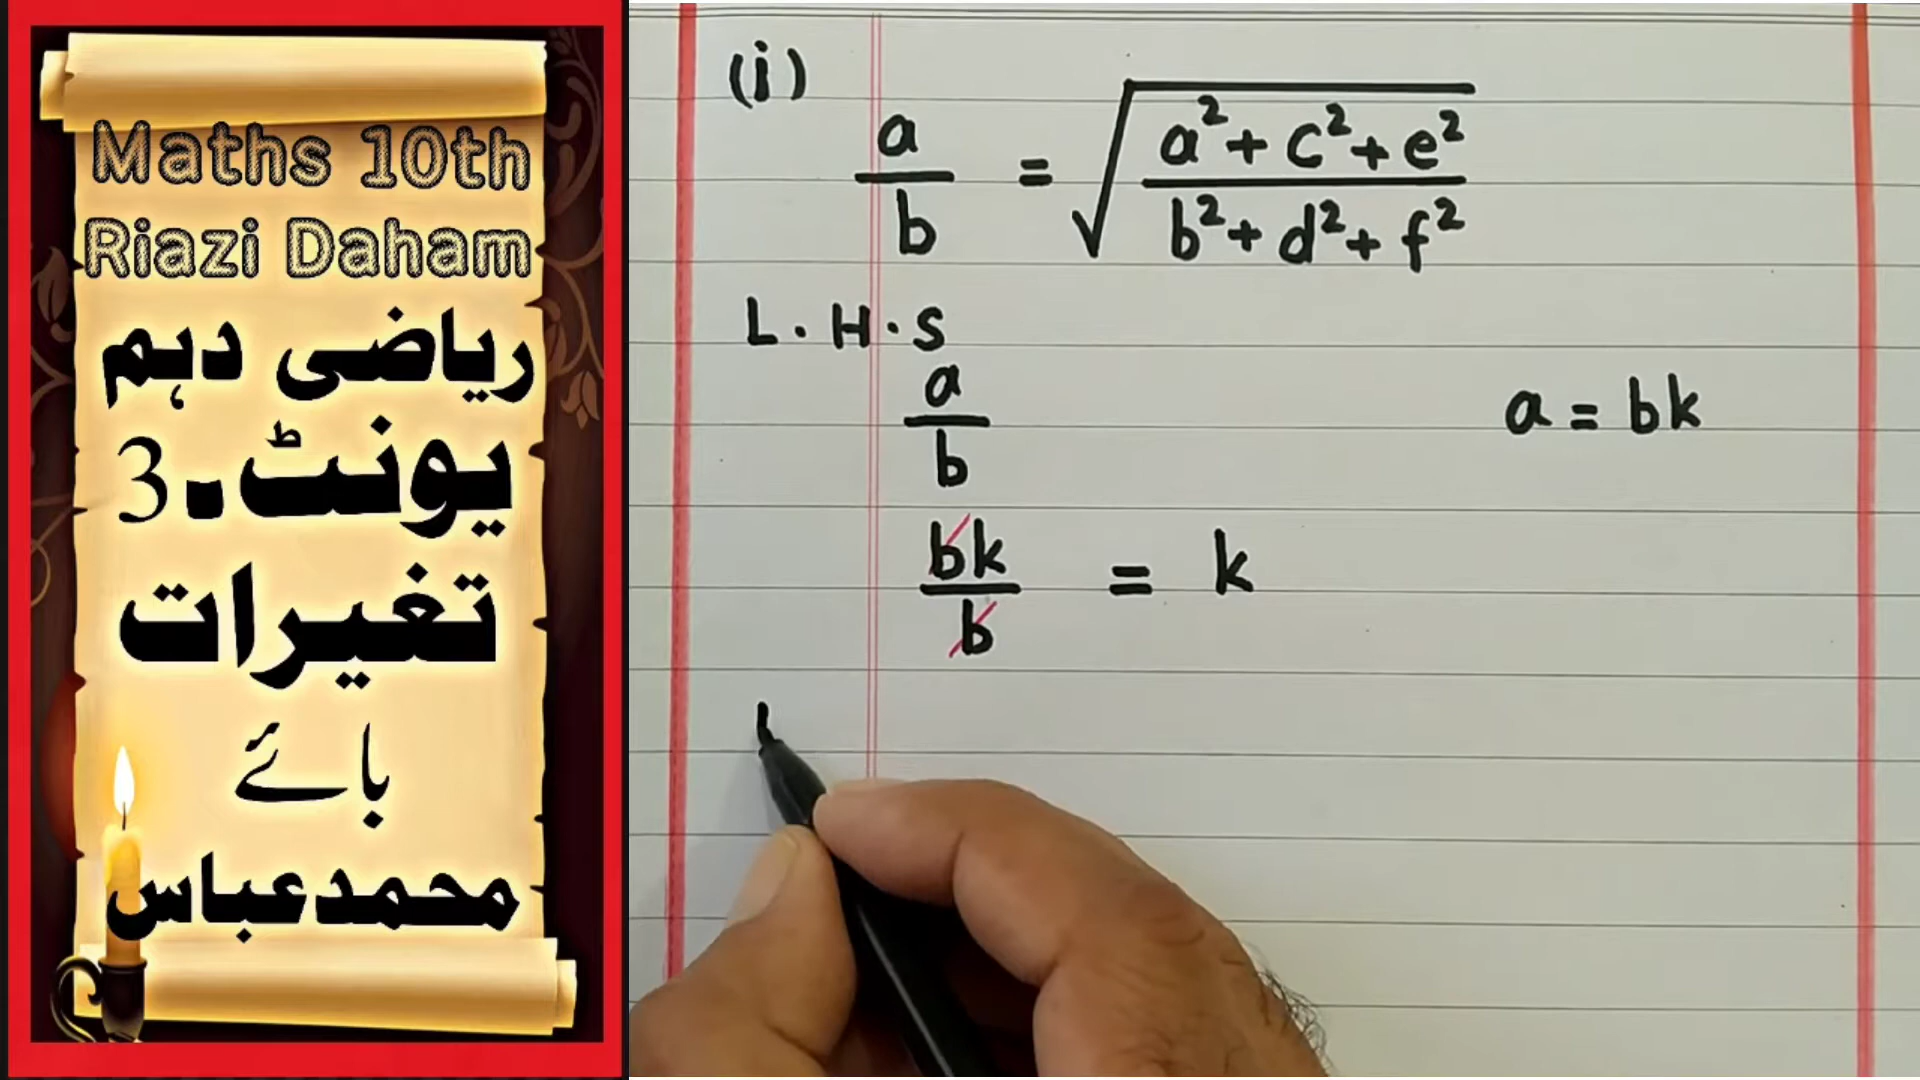 Maths 10th
Riazi Daham
ریاضی دہم
یونٹ۔3
تغیرات
بائے
محمدعباس
(i)
a/b = √((a²+c²+e²)/(b²+d²+f²))
L.H.S
a/b
a = bk
bk/b = k